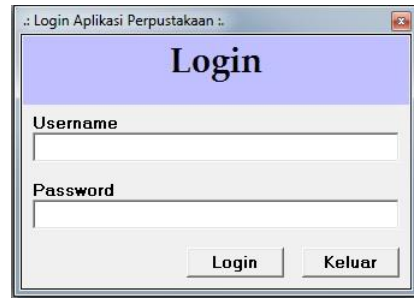 .: Login Aplikasi Perpustakaan :.
Login
Username
Password
Login Keluar